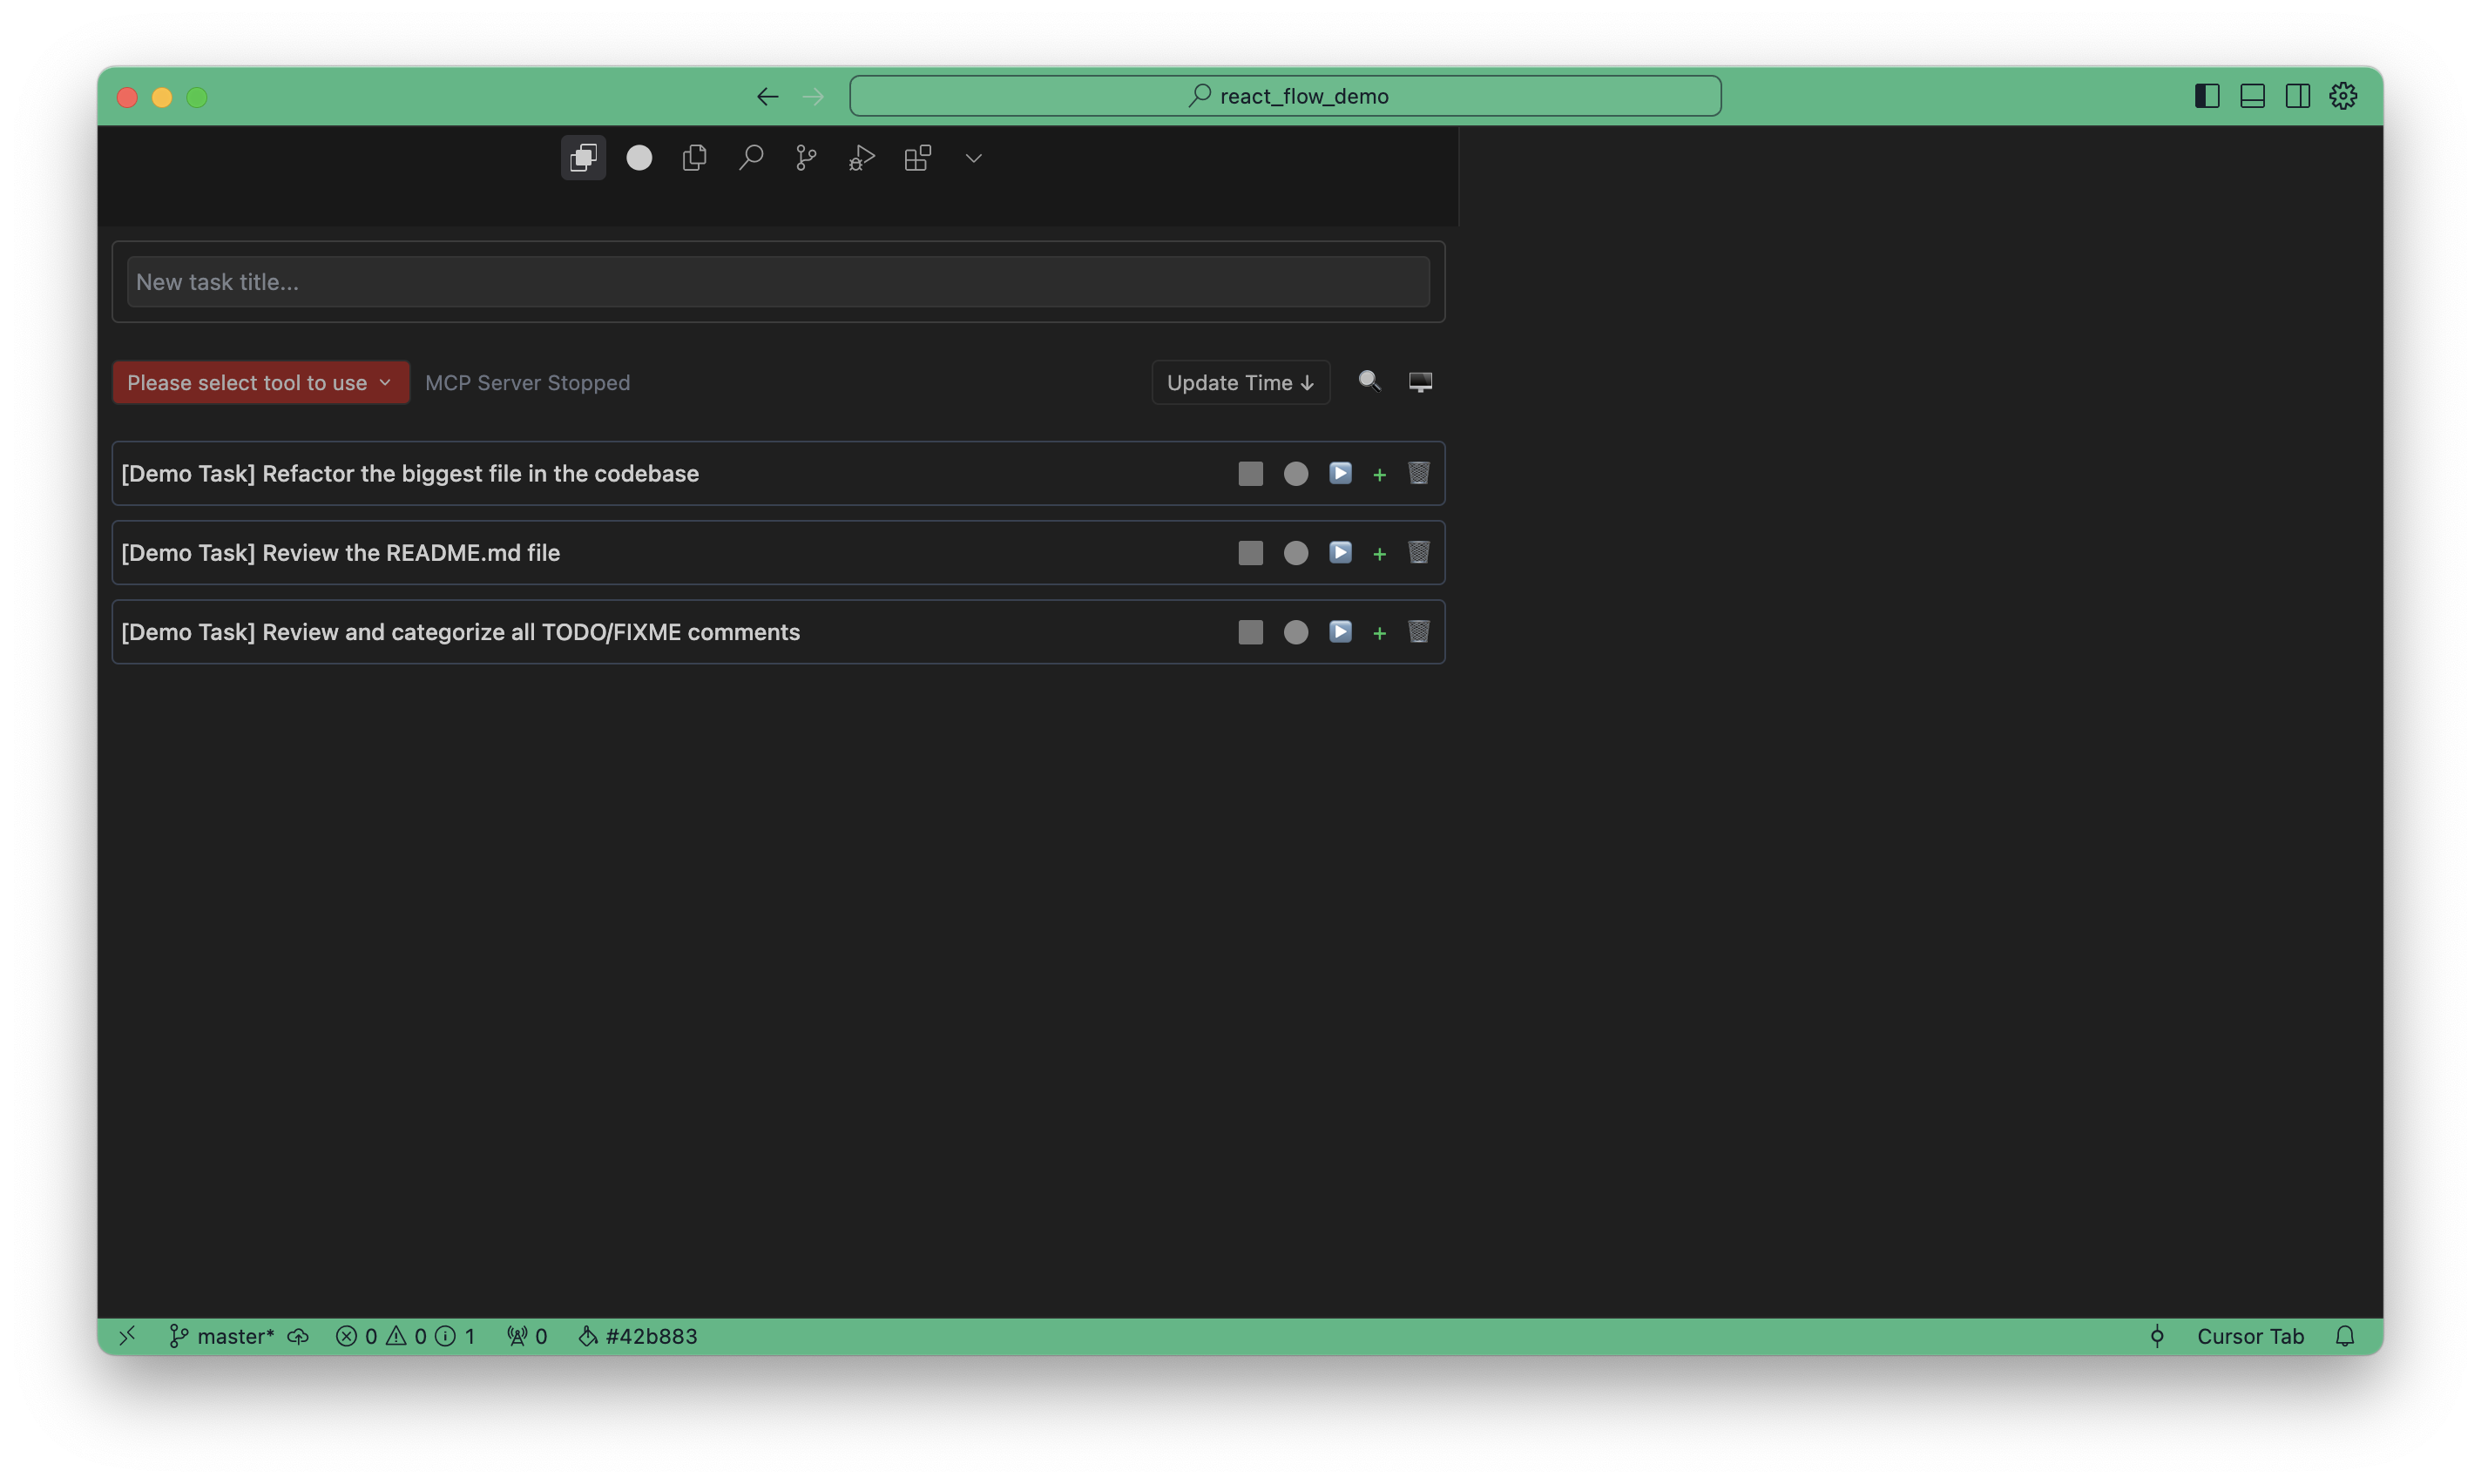 react_flow_demo
New task title...
Please select tool to use
MCP Server Stopped
Update Time ↓
[Demo Task] Refactor the biggest file in the codebase
+
[Demo Task] Review the README.md file
+
[Demo Task] Review and categorize all TODO/FIXME comments
+
master* 0 0 1 0 #42b883 Cursor Tab